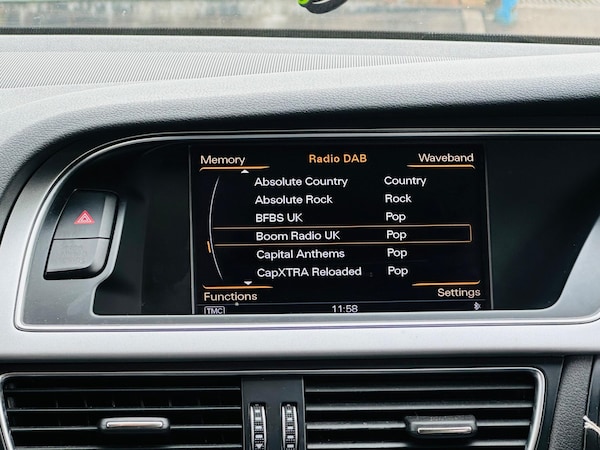 Memory Radio DAB Waveband
Absolute Country Country
Absolute Rock Rock
BFBS UK Pop
Boom Radio UK Pop
Capital Anthems Pop
CapXTRA Reloaded Pop
Functions Settings
TMC 11:58